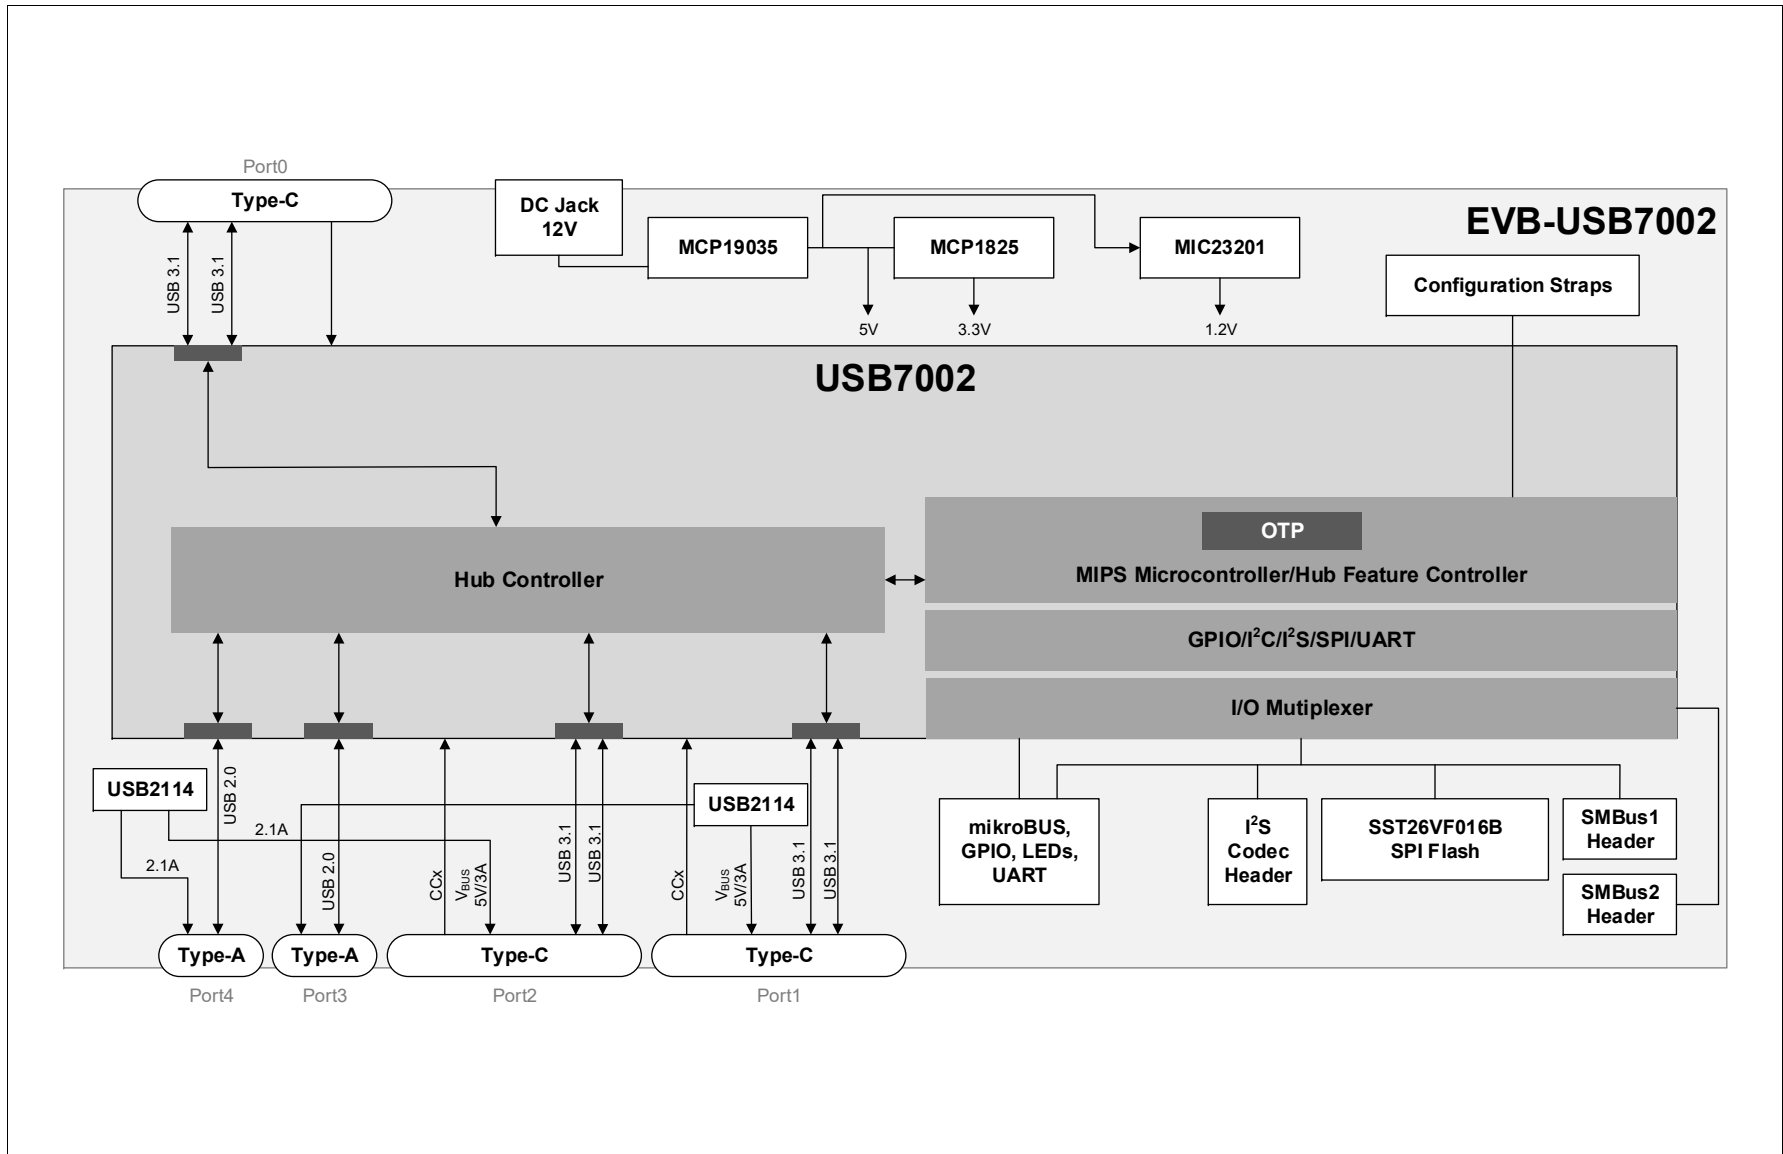 Port0
Type-C
DC Jack
12V
MCP19035
MCP1825
MIC23201
EVB-USB7002
Configuration Straps
USB 3.1
USB 3.1
5V
3.3V
1.2V
USB7002
OTP
MIPS Microcontroller/Hub Feature Controller
Hub Controller
GPIO/I²C/I²S/SPI/UART
I/O Mutiplexer
USB2114
USB 2.0
2.1A
2.1A
USB 2.0
CCx
VBUS
5V/3A
USB 3.1
USB 3.1
USB2114
CCx
VBUS
5V/3A
USB 3.1
USB 3.1
mikroBUS,
GPIO, LEDs,
UART
I²S
Codec
Header
SST26VF016B
SPI Flash
SMBus1
Header
SMBus2
Header
Type-A
Type-A
Type-C
Type-C
Port4
Port3
Port2
Port1